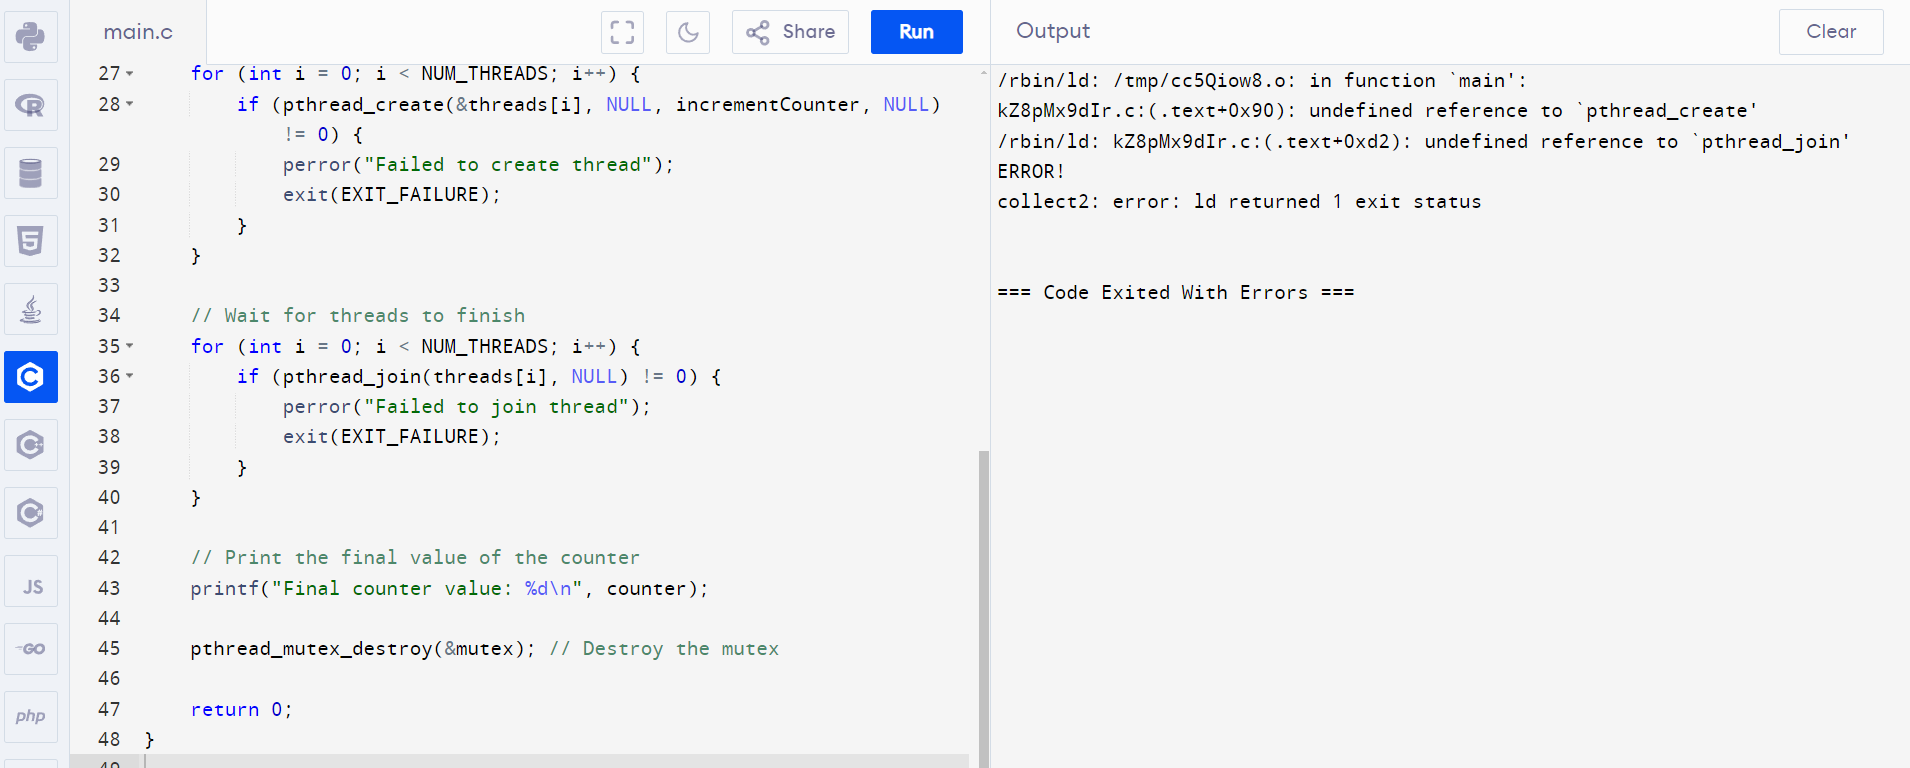 main.c
Share
Run
Output
Clear
27 for (int i = 0; i < NUM_THREADS; i++) {
28 if (pthread_create(&threads[i], NULL, incrementCounter, NULL)
!= 0) {
29 perror("Failed to create thread");
30 exit(EXIT_FAILURE);
31 }
32 }
33
34 // Wait for threads to finish
35 for (int i = 0; i < NUM_THREADS; i++) {
36 if (pthread_join(threads[i], NULL) != 0) {
37 perror("Failed to join thread");
38 exit(EXIT_FAILURE);
39 }
40 }
41
42 // Print the final value of the counter
43 printf("Final counter value: %d\n", counter);
44
45 pthread_mutex_destroy(&mutex); // Destroy the mutex
46
47 return 0;
48 }
49
/rbin/ld: /tmp/cc5Qiow8.o: in function `main':
kZ8pMx9dIr.c:(.text+0x90): undefined reference to `pthread_create'
/rbin/ld: kZ8pMx9dIr.c:(.text+0xd2): undefined reference to `pthread_join'
ERROR!
collect2: error: ld returned 1 exit status
=== Code Exited With Errors ===
R
5
C
C++
C#
JS
GO
php